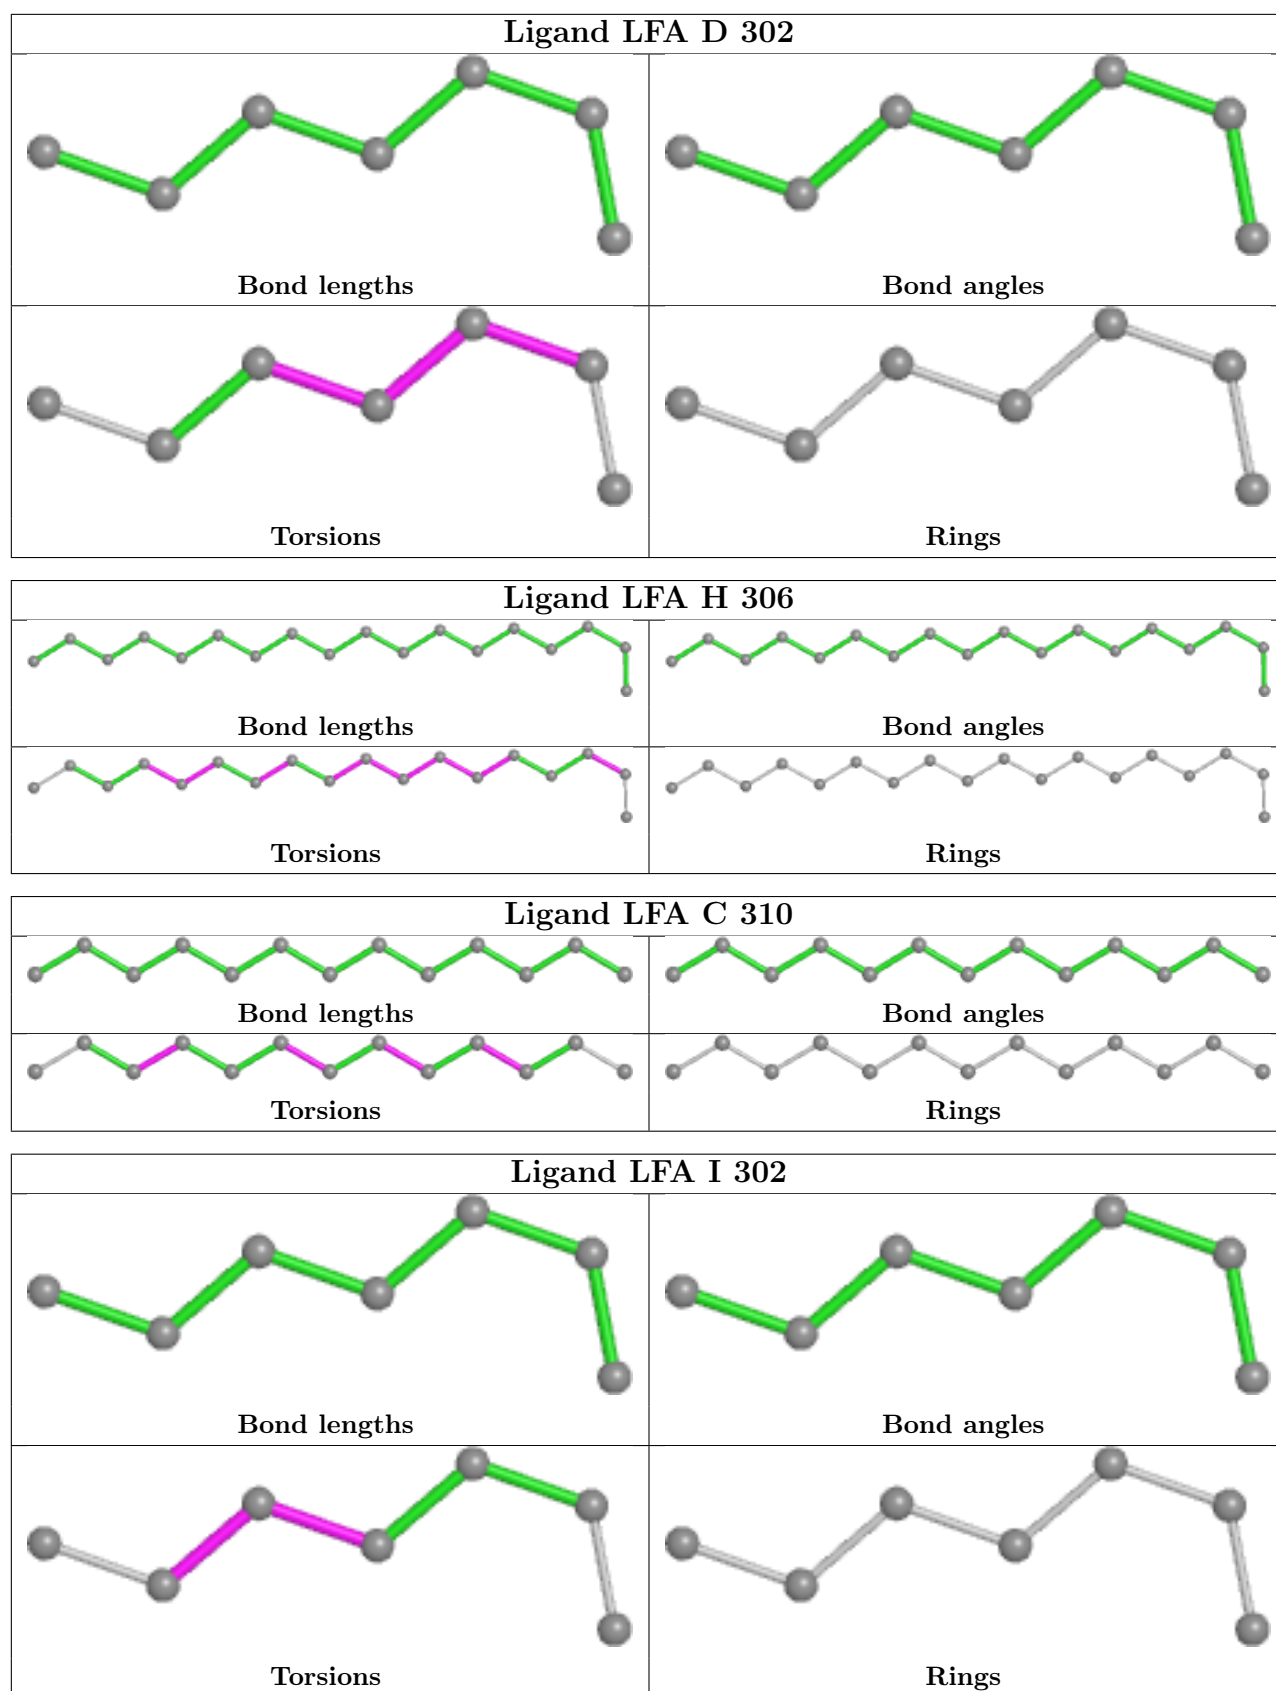 Ligand LFA D 302
Bond lengths
Bond angles
Torsions
Rings
Ligand LFA H 306
Bond lengths
Bond angles
Torsions
Rings
Ligand LFA C 310
Bond lengths
Bond angles
Torsions
Rings
Ligand LFA I 302
Bond lengths
Bond angles
Torsions
Rings